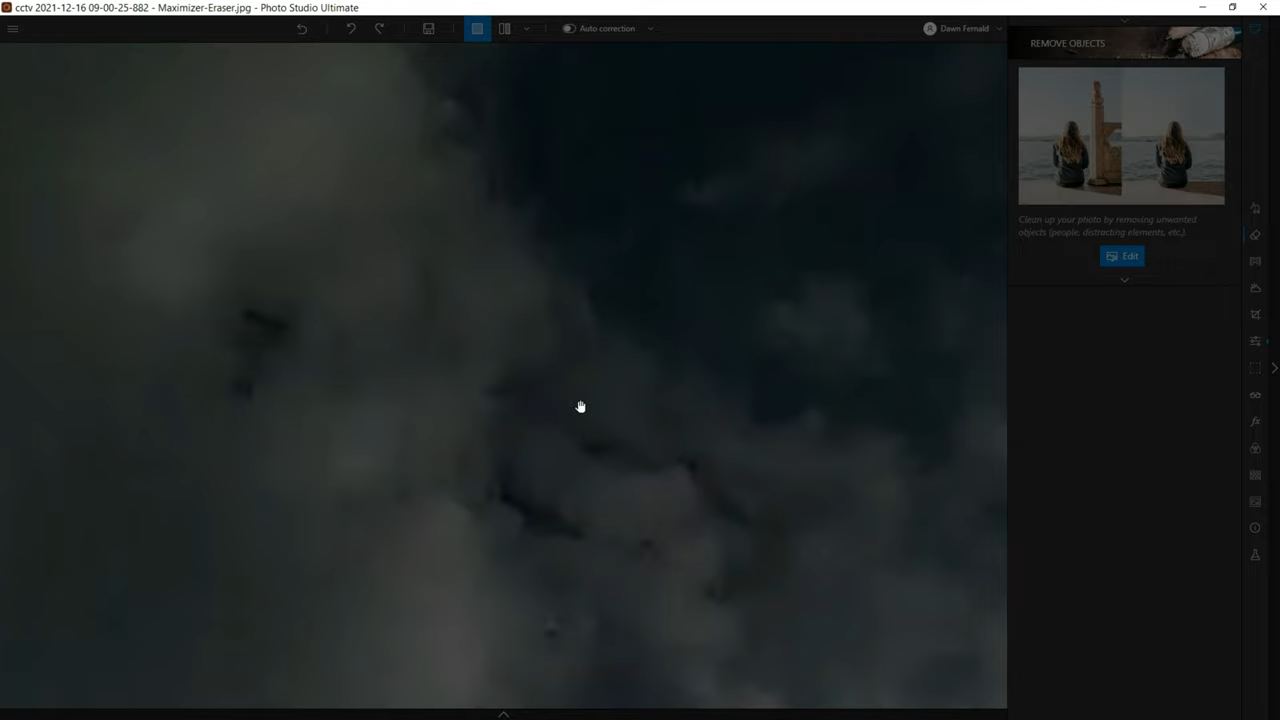 cctv 2021-12-16 09-00-25-882 - Maximizer-Eraser.jpg - Photo Studio Ultimate
Auto correction
Dawn Fernald
REMOVE OBJECTS
Clean up your photo by removing unwanted
objects (people, distracting elements, etc.).
Edit
fx